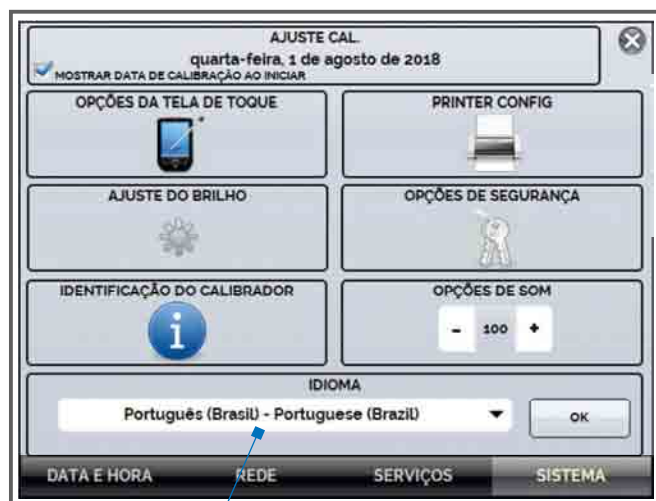 AJUSTE CAL.
quarta-feira, 1 de agosto de 2018
MOSTRAR DATA DE CALIBRAÇÃO AO INICIAR
OPÇÕES DA TELA DE TOQUE
PRINTER CONFIG
AJUSTE DO BRILHO
OPÇÕES DE SEGURANÇA
IDENTIFICAÇÃO DO CALIBRADOR
OPÇÕES DE SOM
i
- 100 +
IDIOMA
Português (Brasil) - Portuguese (Brazil)
OK
DATA E HORA REDE SERVIÇOS SISTEMA